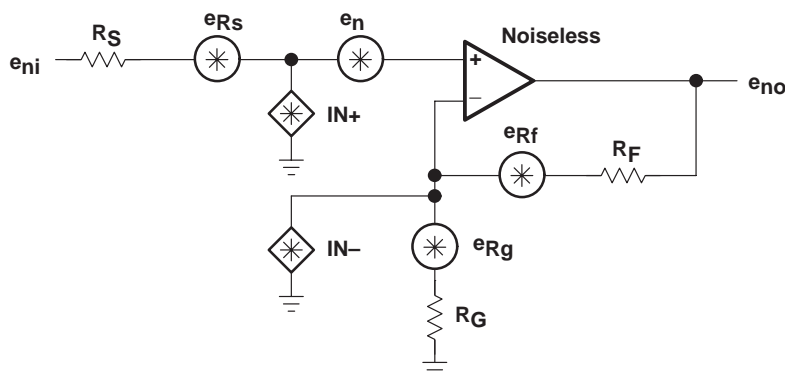 eRs
en
Noiseless
RS
eni
+
eno
IN+
−
eRf
RF
IN–
eRg
RG